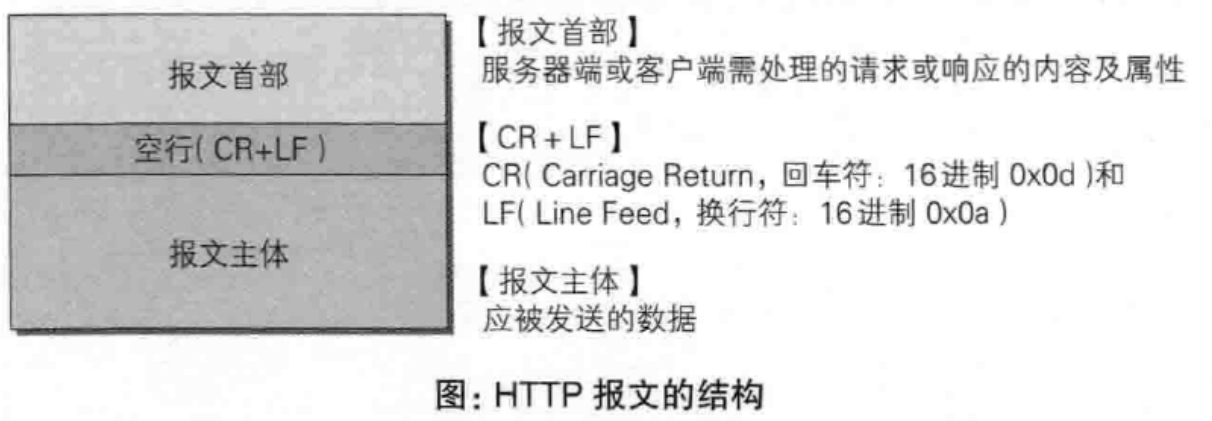 报文首部
空行( CR+LF )
报文主体
【报文首部】
服务器端或客户端需处理的请求或响应的内容及属性
【CR + LF】
CR( Carriage Return，回车符：16进制 0x0d )和
LF( Line Feed，换行符：16进制 0x0a )
【报文主体】
应被发送的数据
图：HTTP 报文的结构